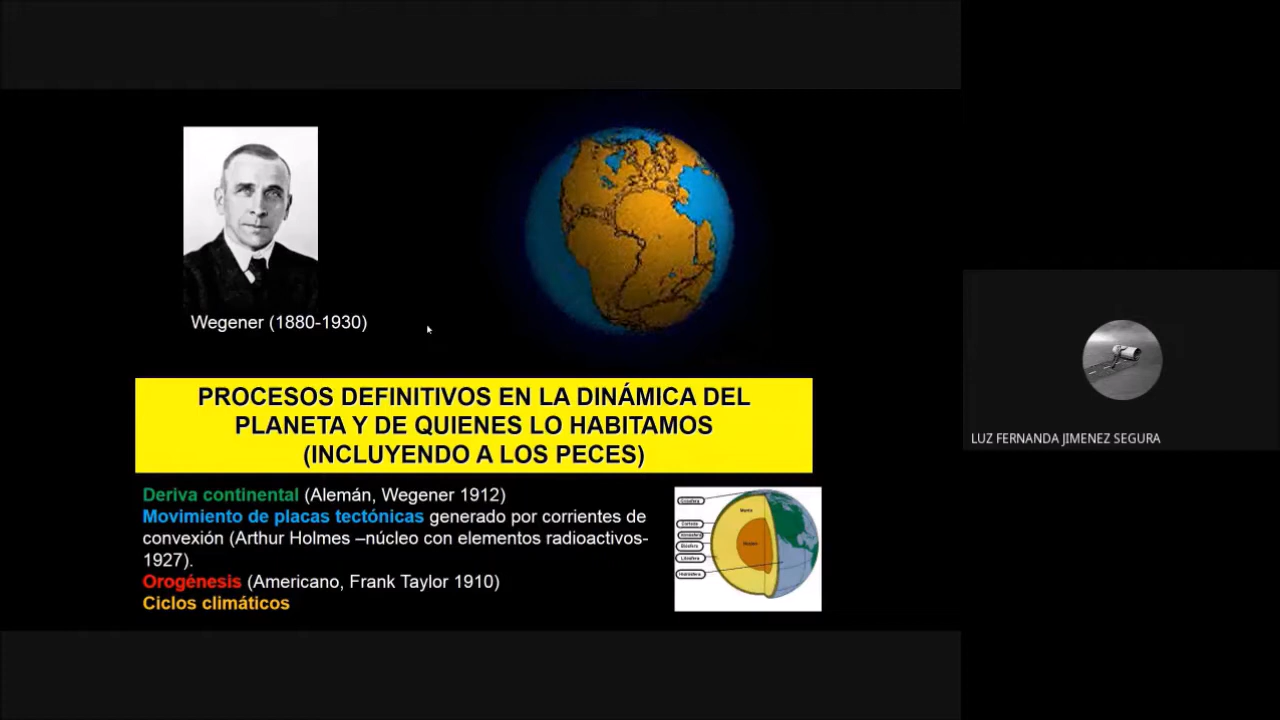 Wegener (1880-1930)
PROCESOS DEFINITIVOS EN LA DINÁMICA DEL
PLANETA Y DE QUIENES LO HABITAMOS
(INCLUYENDO A LOS PECES)
Deriva continental (Alemán, Wegener 1912)
Movimiento de placas tectónicas generado por corrientes de
convexión (Arthur Holmes –núcleo con elementos radioactivos-
1927).
Orogénesis (Americano, Frank Taylor 1910)
Ciclos climáticos
Manto
LUZ FERNANDA JIMENEZ SEGURA